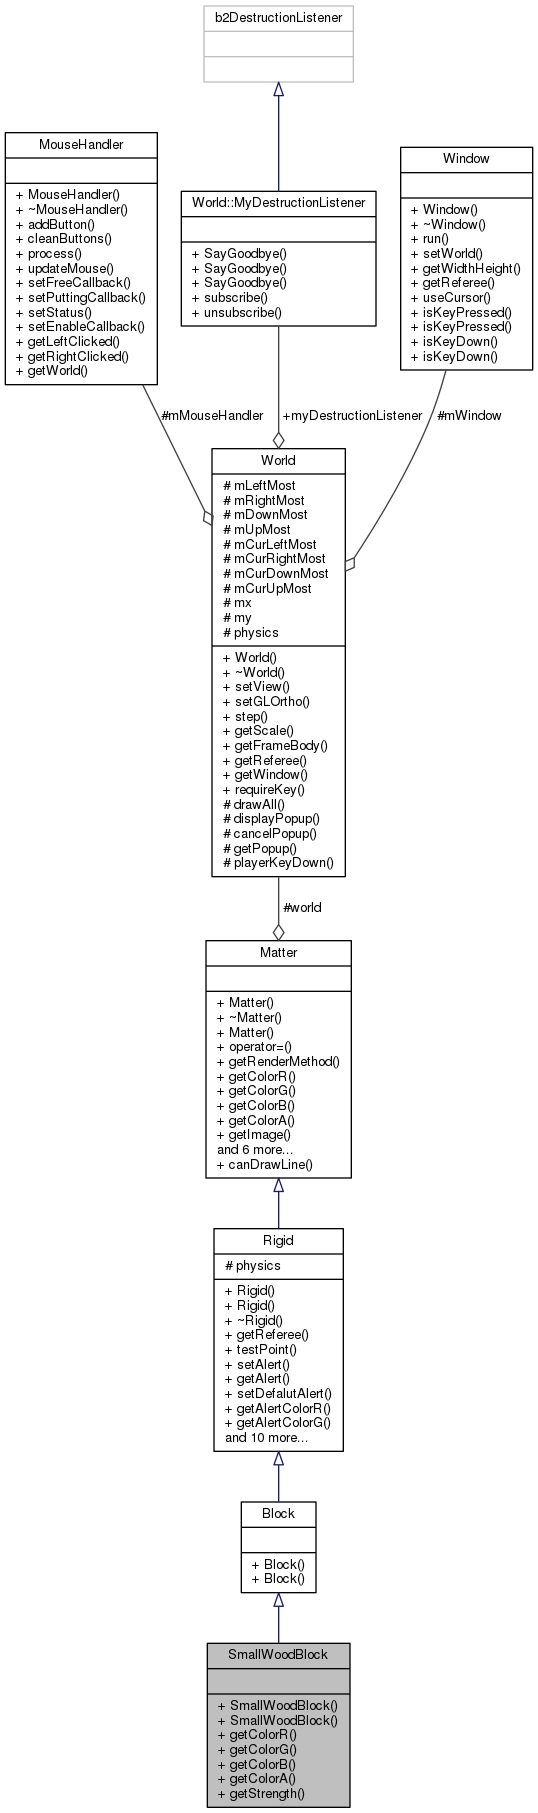 b2DestructionListener
MouseHandler
+ MouseHandler()
+ ~MouseHandler()
+ addButton()
+ cleanButtons()
+ process()
+ updateMouse()
+ setFreeCallback()
+ setPuttingCallback()
+ setStatus()
+ setEnableCallback()
+ getLeftClicked()
+ getRightClicked()
+ getWorld()
World::MyDestructionListener
+ SayGoodbye()
+ SayGoodbye()
+ SayGoodbye()
+ subscribe()
+ unsubscribe()
Window
+ Window()
+ ~Window()
+ run()
+ setWorld()
+ getWidthHeight()
+ getReferee()
+ useCursor()
+ isKeyPressed()
+ isKeyPressed()
+ isKeyDown()
+ isKeyDown()
#mMouseHandler
+myDestructionListener
#mWindow
World
# mLeftMost
# mRightMost
# mDownMost
# mUpMost
# mCurLeftMost
# mCurRightMost
# mCurDownMost
# mCurUpMost
# mx
# my
# physics
+ World()
+ ~World()
+ setView()
+ setGLOrtho()
+ step()
+ getScale()
+ getFrameBody()
+ getReferee()
+ getWindow()
+ requireKey()
# drawAll()
# displayPopup()
# cancelPopup()
# getPopup()
# playerKeyDown()
#world
Matter
+ Matter()
+ ~Matter()
+ Matter()
+ operator=()
+ getRenderMethod()
+ getColorR()
+ getColorG()
+ getColorB()
+ getColorA()
+ getImage()
and 6 more...
+ canDrawLine()
Rigid
# physics
+ Rigid()
+ Rigid()
+ ~Rigid()
+ getReferee()
+ testPoint()
+ setAlert()
+ getAlert()
+ setDefalutAlert()
+ getAlertColorR()
+ getAlertColorG()
and 10 more...
Block
+ Block()
+ Block()
SmallWoodBlock
+ SmallWoodBlock()
+ SmallWoodBlock()
+ getColorR()
+ getColorG()
+ getColorB()
+ getColorA()
+ getStrength()